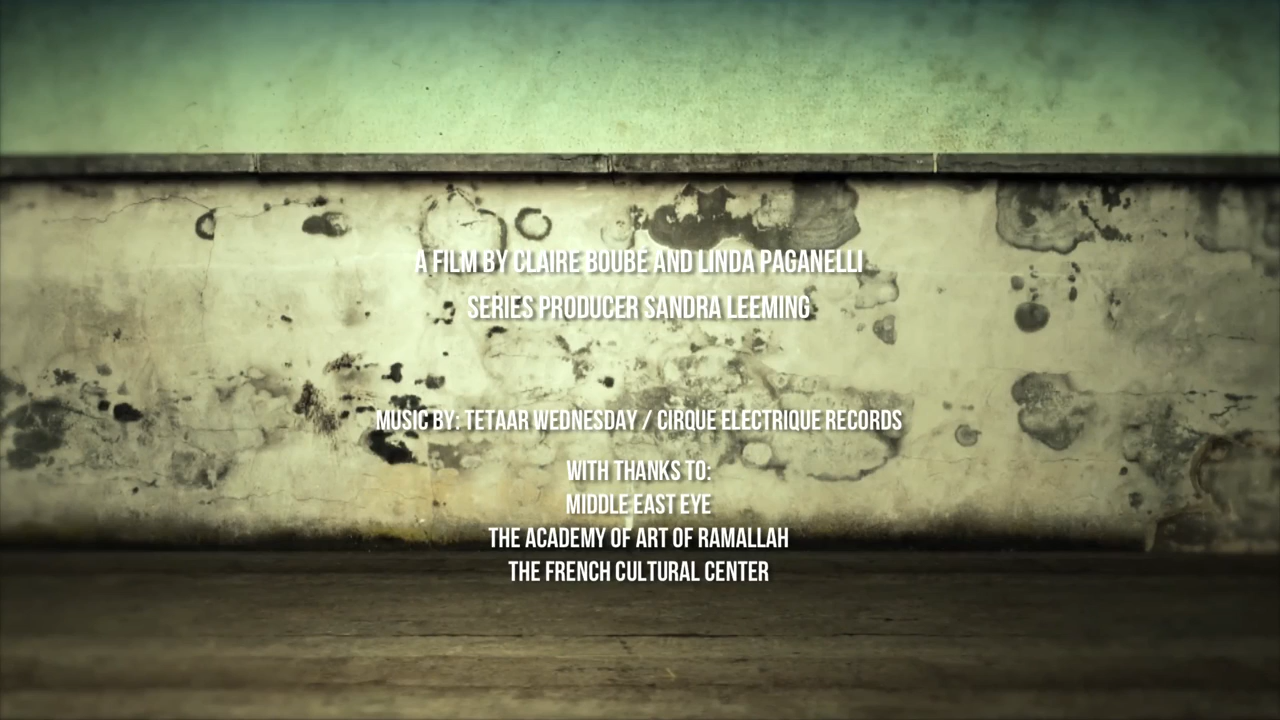 A FILM BY CLAIRE BOUBÉ AND LINDA PAGANELLI
SERIES PRODUCER SANDRA LEEMING
MUSIC BY: TETAAR WEDNESDAY / CIRQUE ELECTRIQUE RECORDS
WITH THANKS TO:
MIDDLE EAST EYE
THE ACADEMY OF ART OF RAMALLAH
THE FRENCH CULTURAL CENTER